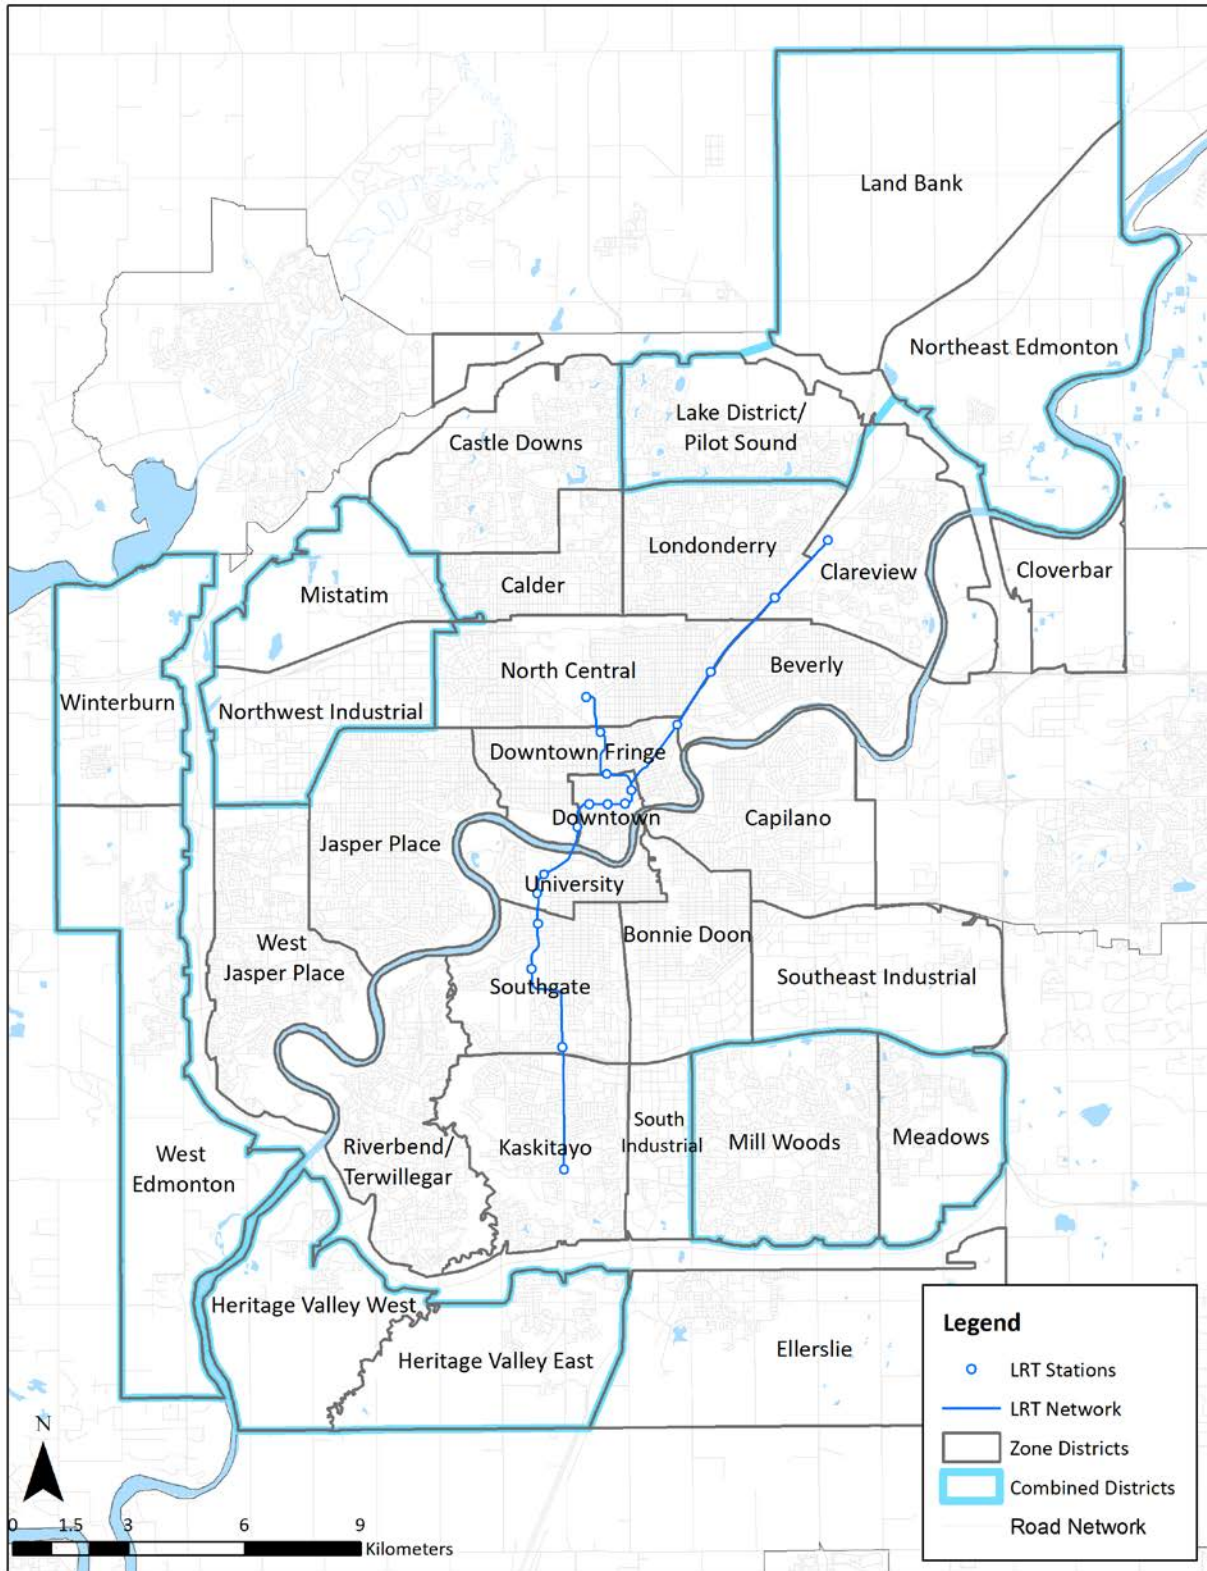 Land Bank
Northeast Edmonton
Lake District/
Pilot Sound
Castle Downs
Londonderry
Clareview
Cloverbar
Calder
Mistatim
North Central
Beverly
Winterburn
Northwest Industrial
Downtown Fringe
Downtown
Capilano
Jasper Place
University
Bonnie Doon
West
Jasper Place
Southgate
Southeast Industrial
South
Industrial
Mill Woods
Meadows
Kaskitayo
Riverbend/
Terwillegar
West
Edmonton
Heritage Valley West
Heritage Valley East
Ellerslie
Legend
LRT Stations
LRT Network
Zone Districts
Combined Districts
Road Network
N
0 1.5 3 6 9
Kilometers